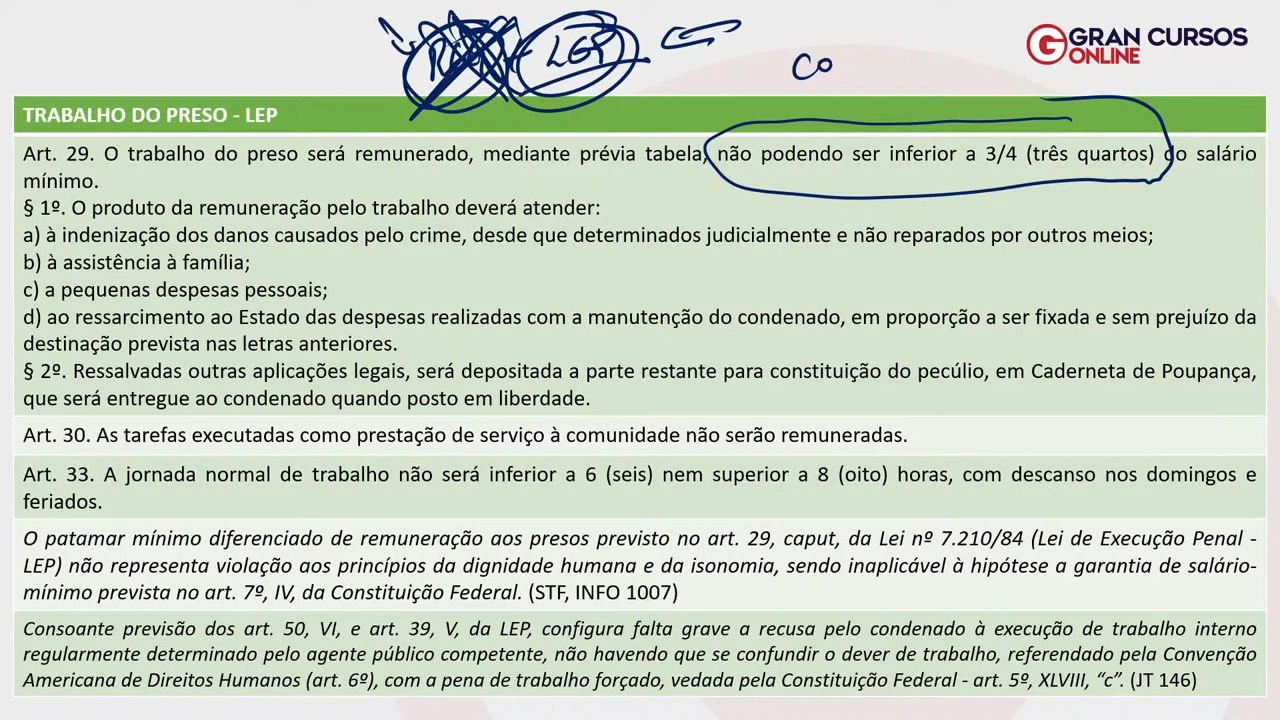 LEP
Co
GRAN CURSOS
ONLINE
TRABALHO DO PRESO - LEP
Art. 29. O trabalho do preso será remunerado, mediante prévia tabela, não podendo ser inferior a 3/4 (três quartos) do salário
mínimo.
§ 1º. O produto da remuneração pelo trabalho deverá atender:
a) à indenização dos danos causados pelo crime, desde que determinados judicialmente e não reparados por outros meios;
b) à assistência à família;
c) a pequenas despesas pessoais;
d) ao ressarcimento ao Estado das despesas realizadas com a manutenção do condenado, em proporção a ser fixada e sem prejuízo da
destinação prevista nas letras anteriores.
§ 2º. Ressalvadas outras aplicações legais, será depositada a parte restante para constituição do pecúlio, em Caderneta de Poupança,
que será entregue ao condenado quando posto em liberdade.
Art. 30. As tarefas executadas como prestação de serviço à comunidade não serão remuneradas.
Art. 33. A jornada normal de trabalho não será inferior a 6 (seis) nem superior a 8 (oito) horas, com descanso nos domingos e
feriados.
O patamar mínimo diferenciado de remuneração aos presos previsto no art. 29, caput, da Lei nº 7.210/84 (Lei de Execução Penal -
LEP) não representa violação aos princípios da dignidade humana e da isonomia, sendo inaplicável à hipótese a garantia de salário-
mínimo prevista no art. 7º, IV, da Constituição Federal. (STF, INFO 1007)
Consoante previsão dos art. 50, VI, e art. 39, V, da LEP, configura falta grave a recusa pelo condenado à execução de trabalho interno
regularmente determinado pelo agente público competente, não havendo que se confundir o dever de trabalho, referendado pela Convenção
Americana de Direitos Humanos (art. 6º), com a pena de trabalho forçado, vedada pela Constituição Federal - art. 5º, XLVIII, “c”. (JT 146)